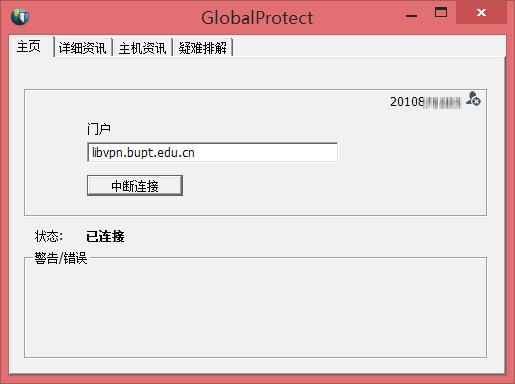 GlobalProtect
主页 详细资讯 主机资讯 疑难排解
20108
门户
libvpn.bupt.edu.cn
中断连接
状态: 已连接
警告/错误